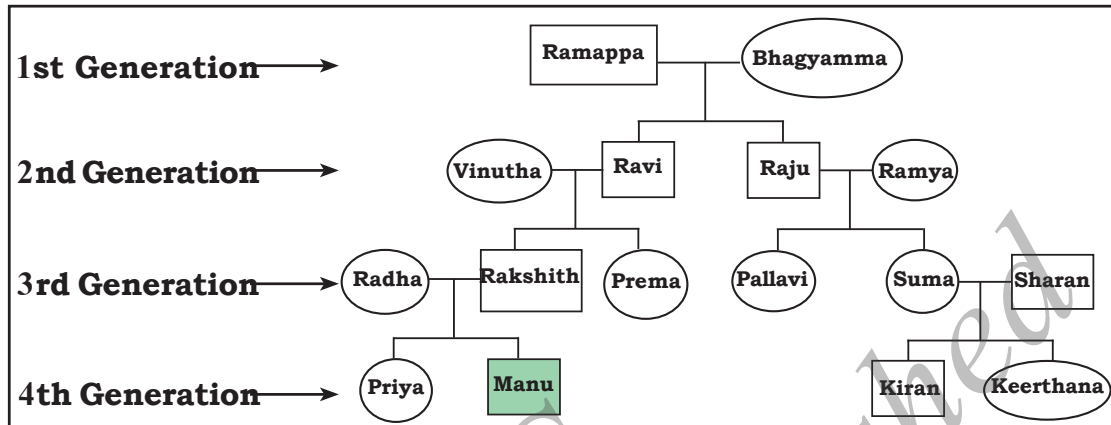 1st Generation
Ramappa
Bhagyamma
2nd Generation
Vinutha
Ravi
Raju
Ramya
3rd Generation
Radha
Rakshith
Prema
Pallavi
Suma
Sharan
4th Generation
Priya
Manu
Kiran
Keerthana